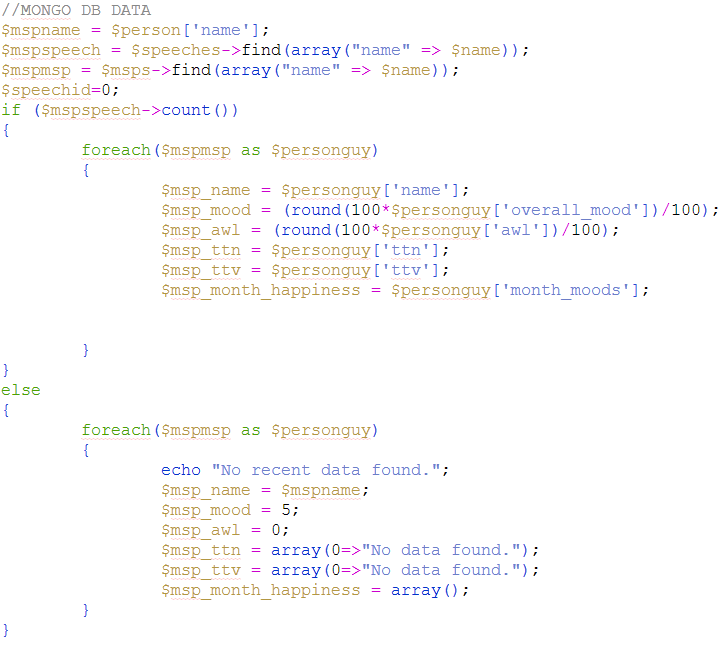 //MONGO DB DATA
$mspname = $person['name'];
$mspspeech = $speeches->find(array("name" => $name));
$mspmsp = $msps->find(array("name" => $name));
$speechid=0;
if ($mspspeech->count())
{
foreach($mspmsp as $personguy)
{
$msp_name = $personguy['name'];
$msp_mood = (round(100*$personguy['overall_mood'])/100);
$msp_awl = (round(100*$personguy['awl'])/100);
$msp_ttn = $personguy['ttn'];
$msp_ttv = $personguy['ttv'];
$msp_month_happiness = $personguy['month_moods'];
}
}
else
{
foreach($mspmsp as $personguy)
{
echo "No recent data found.";
$msp_name = $mspname;
$msp_mood = 5;
$msp_awl = 0;
$msp_ttn = array(0=>"No data found.");
$msp_ttv = array(0=>"No data found.");
$msp_month_happiness = array();
}
}